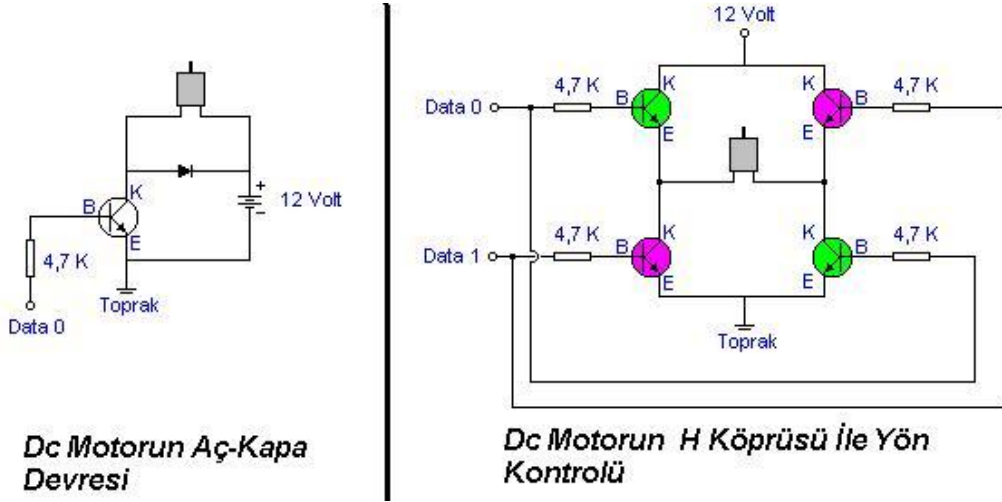 K
B
E
+
-
12 Volt
4,7 K
Toprak
Data 0
Dc Motorun Aç-Kapa
Devresi
12 Volt
4,7 K
K
K
4,7 K
Data 0
B
B
E
E
4,7 K
K
K
4,7 K
Data 1
B
B
E
E
Toprak
Dc Motorun H Köprüsü İle Yön
Kontrolü